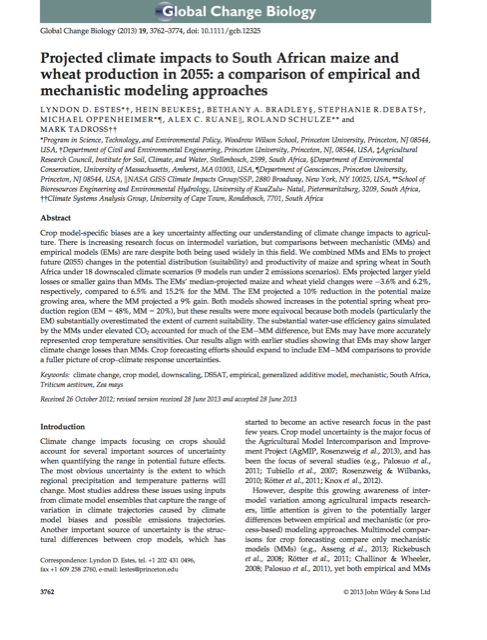 Global Change Biology
Global Change Biology (2013) 19, 3762–3774, doi: 10.1111/gcb.12325
Projected climate impacts to South African maize and
wheat production in 2055: a comparison of empirical and
mechanistic modeling approaches
LYNDON D. ESTES*†, HEIN BEUKES‡, BETHANY A. BRADLEY§, STEPHANIE R. DEBATS†,
MICHAEL OPPENHEIMER*¶, ALEX C. RUANE‖, ROLAND SCHULZE** and
MARK TADROSS††
*Program in Science, Technology, and Environmental Policy, Woodrow Wilson School, Princeton University, Princeton, NJ 08544,
USA, †Department of Civil and Environmental Engineering, Princeton University, Princeton, NJ, 08544, USA, ‡Agricultural
Research Council, Institute for Soil, Climate, and Water, Stellenbosch, 2599, South Africa, §Department of Environmental
Conservation, University of Massachusetts, Amherst, MA 01003, USA, ¶Department of Geosciences, Princeton University,
Princeton, NJ 08544, USA, ‖NASA GISS Climate Impacts Group/SSP, 2880 Broadway, New York, NY 10025, USA, **School of
Bioresources Engineering and Environmental Hydrology, University of KwaZulu- Natal, Pietermaritzburg, 3209, South Africa,
††Climate Systems Analysis Group, University of Cape Town, Rondebosch, 7701, South Africa
Abstract
Crop model-specific biases are a key uncertainty affecting our understanding of climate change impacts to agricul-
ture. There is increasing research focus on intermodel variation, but comparisons between mechanistic (MMs) and
empirical models (EMs) are rare despite both being used widely in this field. We combined MMs and EMs to project
future (2055) changes in the potential distribution (suitability) and productivity of maize and spring wheat in South
Africa under 18 downscaled climate scenarios (9 models run under 2 emissions scenarios). EMs projected larger yield
losses or smaller gains than MMs. The EMs' median-projected maize and wheat yield changes were −3.6% and 6.2%,
respectively, compared to 6.5% and 15.2% for the MM. The EM projected a 10% reduction in the potential maize
growing area, where the MM projected a 9% gain. Both models showed increases in the potential spring wheat pro-
duction region (EM = 48%, MM = 20%), but these results were more equivocal because both models (particularly the
EM) substantially overestimated the extent of current suitability. The substantial water-use efficiency gains simulated
by the MMs under elevated CO₂ accounted for much of the EM−MM difference, but EMs may have more accurately
represented crop temperature sensitivities. Our results align with earlier studies showing that EMs may show larger
climate change losses than MMs. Crop forecasting efforts should expand to include EM−MM comparisons to provide
a fuller picture of crop–climate response uncertainties.
Keywords: climate change, crop model, downscaling, DSSAT, empirical, generalized additive model, mechanistic, South Africa,
Triticum aestivum, Zea mays
Received 26 October 2012; revised version received 28 June 2013 and accepted 28 June 2013
Introduction
Climate change impacts focusing on crops should
account for several important sources of uncertainty
when quantifying the range in potential future effects.
The most obvious uncertainty is the extent to which
regional precipitation and temperature patterns will
change. Most studies address these issues using inputs
from climate model ensembles that capture the range of
variation in climate trajectories caused by climate
model biases and possible emissions trajectories.
Another important source of uncertainty is the struc-
tural differences between crop models, which has
Correspondence: Lyndon D. Estes, tel. +1 202 431 0496,
fax +1 609 258 2760, e-mail: lestes@princeton.edu
started to become an active research focus in the past
few years. Crop model uncertainty is the major focus of
the Agricultural Model Intercomparison and Improve-
ment Project (AgMIP, Rosenzweig et al., 2013), and has
been the focus of several studies (e.g., Palosuo et al.,
2011; Tubiello et al., 2007; Rosenzweig & Wilbanks,
2010; Rötter et al., 2011; Knox et al., 2012).
However, despite this growing awareness of inter-
model variation among agricultural impacts research-
ers, little attention is given to the potentially larger
differences between empirical and mechanistic (or pro-
cess-based) modeling approaches. Multimodel compar-
isons for crop forecasting compare only mechanistic
models (MMs) (e.g., Asseng et al., 2013; Rickebusch
et al., 2008; Rötter et al., 2011; Challinor & Wheeler,
2008; Palosuo et al., 2011), yet both empirical and MMs
3762
© 2013 John Wiley & Sons Ltd